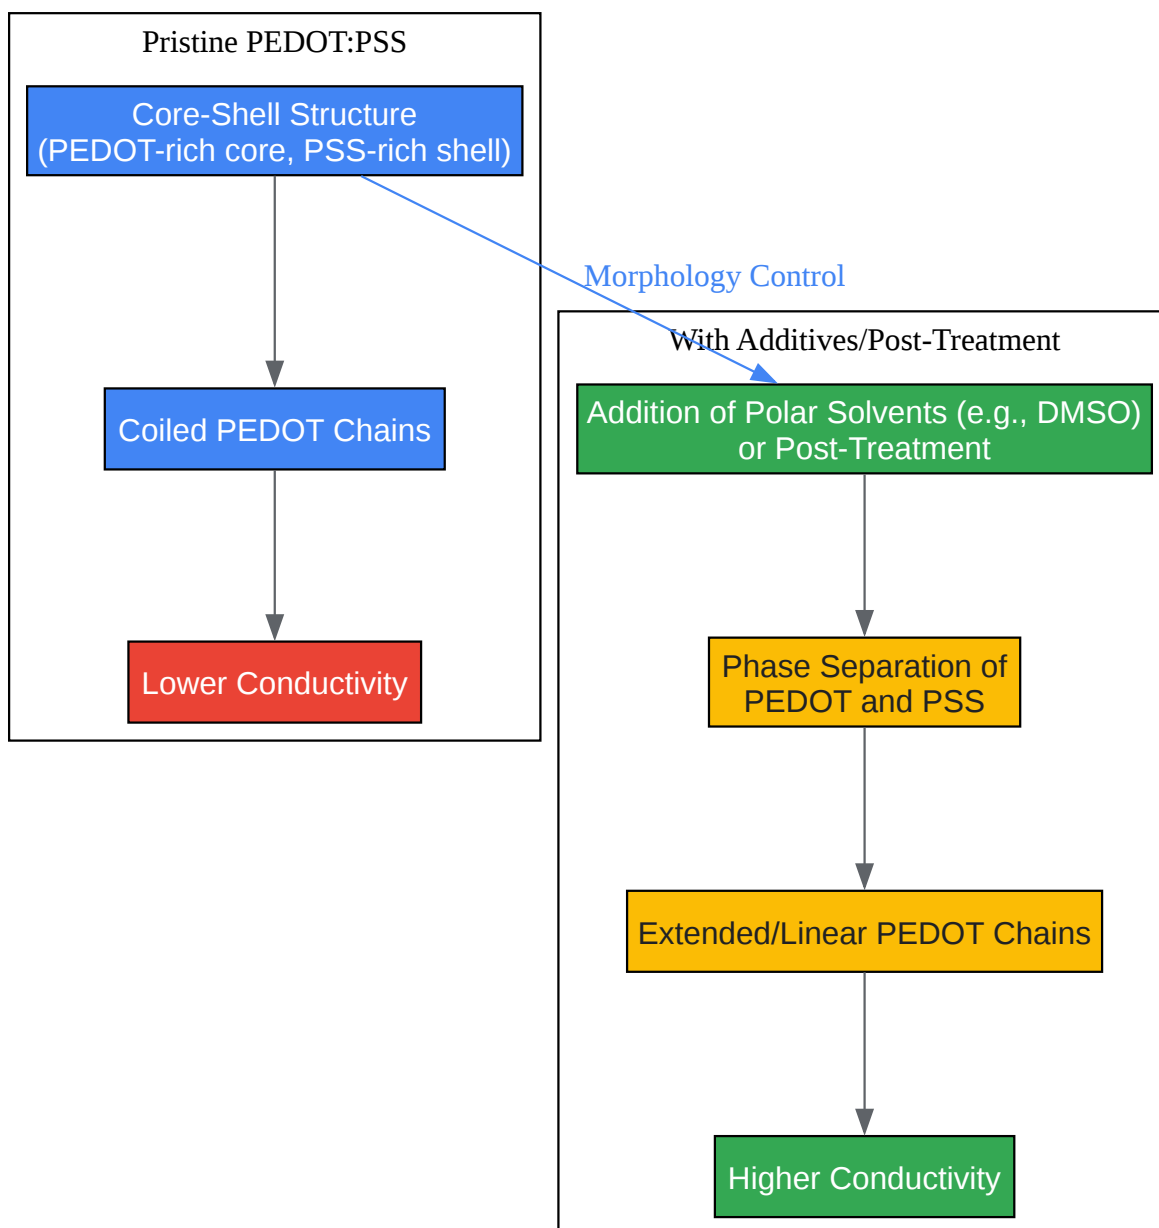 Pristine PEDOT:PSS
Core-Shell Structure
(PEDOT-rich core, PSS-rich shell)
Coiled PEDOT Chains
Lower Conductivity
Morphology Control
With Additives/Post-Treatment
Addition of Polar Solvents (e.g., DMSO)
or Post-Treatment
Phase Separation of
PEDOT and PSS
Extended/Linear PEDOT Chains
Higher Conductivity